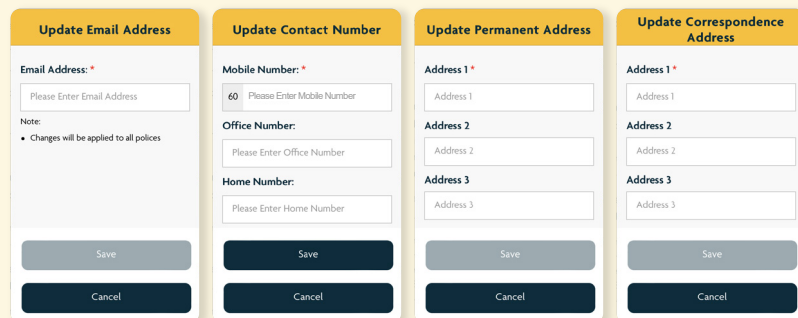 Update Email Address
Email Address: *
Please Enter Email Address
Note:
• Changes will be applied to all polices
Save
Cancel
Update Contact Number
Mobile Number: *
60 Please Enter Mobile Number
Office Number:
Please Enter Office Number
Home Number:
Please Enter Home Number
Save
Cancel
Update Permanent Address
Address 1 *
Address 1
Address 2
Address 2
Address 3
Address 3
Save
Cancel
Update Correspondence
Address
Address 1 *
Address 1
Address 2
Address 2
Address 3
Address 3
Save
Cancel